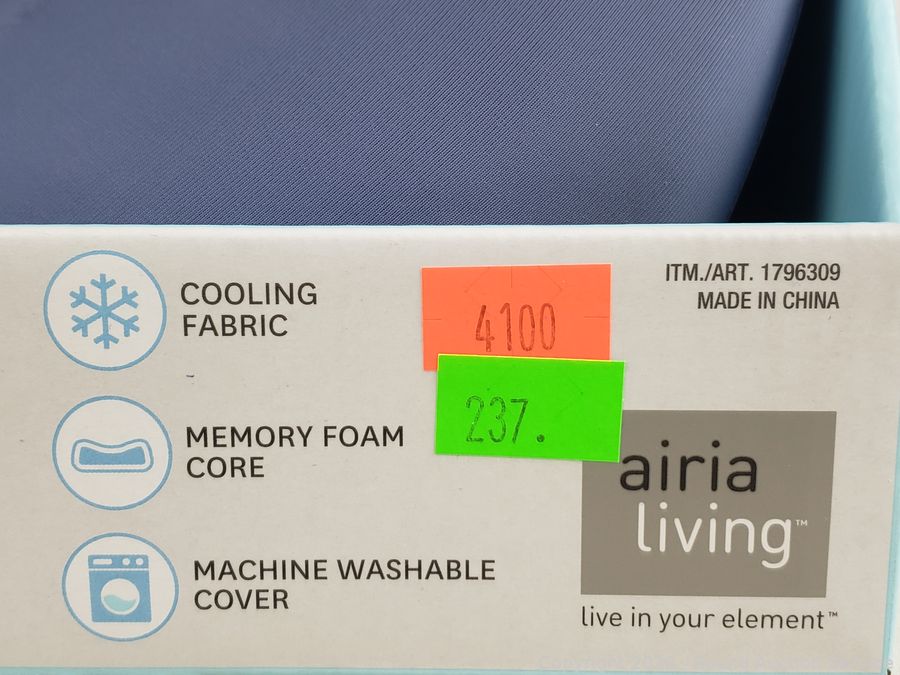 COOLING
FABRIC
4100
ITM./ART. 1796309
MADE IN CHINA
237.
MEMORY FOAM
CORE
airia
living™
MACHINE WASHABLE
COVER
live in your element™